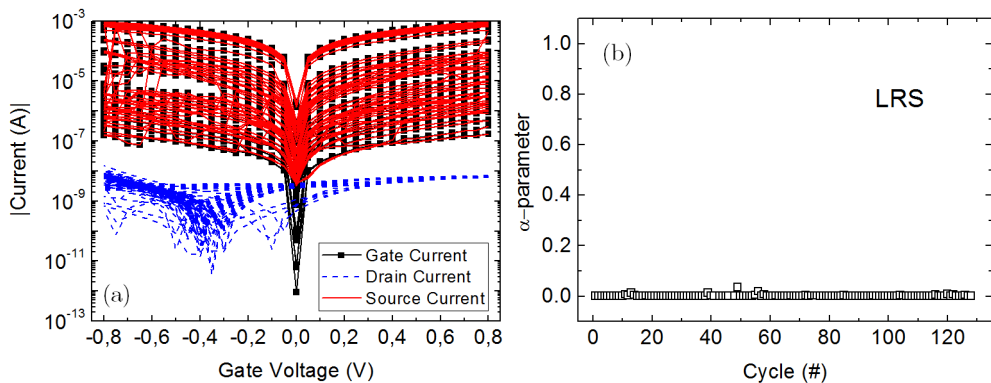 10⁻³
10⁻⁵
10⁻⁷
10⁻⁹
10⁻¹¹
10⁻¹³
|Current (A)|
-0,8 -0,6 -0,4 -0,2 0,0 0,2 0,4 0,6 0,8
Gate Voltage (V)
Gate Current
Drain Current
Source Current
(a)
(b)
LRS
1.0
0.8
0.6
0.4
0.2
0.0
α-parameter
0 20 40 60 80 100 120
Cycle (#)